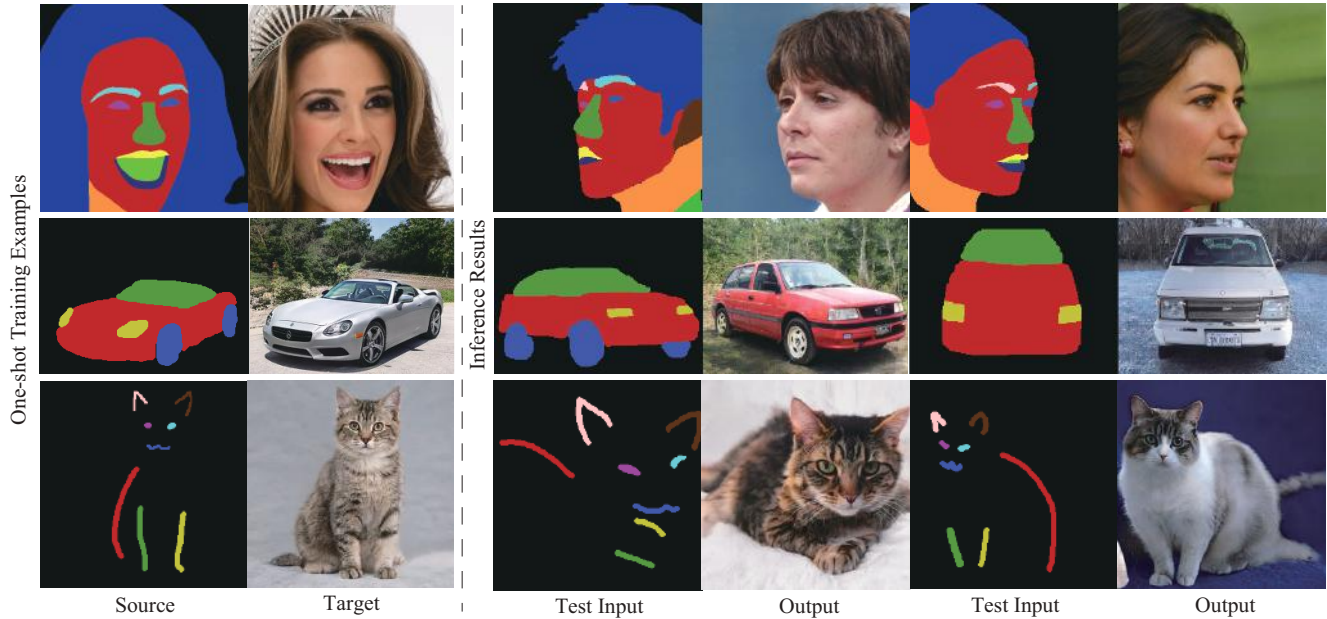 One-shot Training Examples
Inference Results
Source
Target
Test Input
Output
Test Input
Output